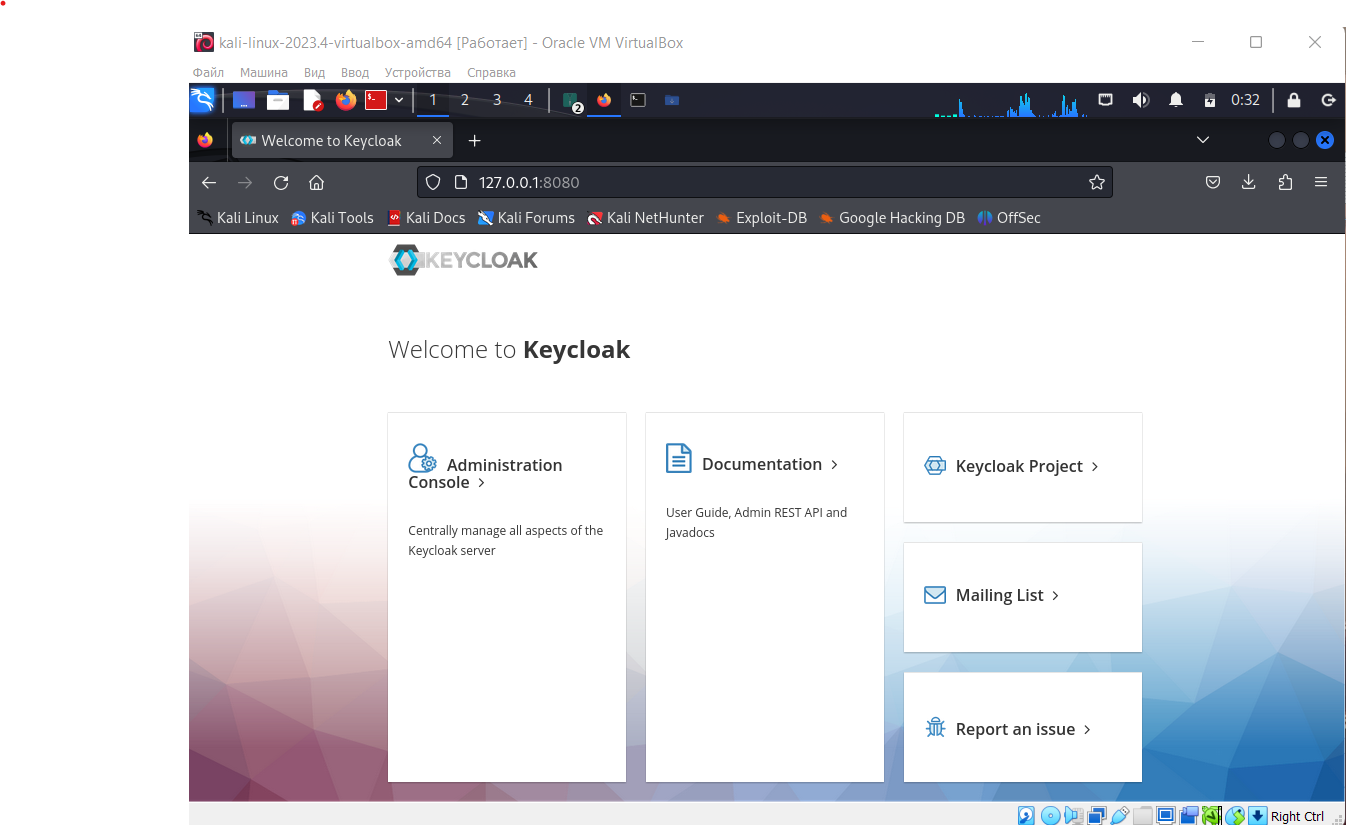 kali-linux-2023.4-virtualbox-amd64 [Работает] - Oracle VM VirtualBox
Файл Машина Вид Ввод Устройства Справка
1 2 3 4 2 0:32
Welcome to Keycloak
127.0.0.1:8080
Kali Linux Kali Tools Kali Docs Kali Forums Kali NetHunter Exploit-DB Google Hacking DB OffSec
KEYCLOAK
Welcome to Keycloak
Administration
Console
Centrally manage all aspects of the
Keycloak server
Documentation
User Guide, Admin REST API and
Javadocs
Keycloak Project
Mailing List
Report an issue
Right Ctrl